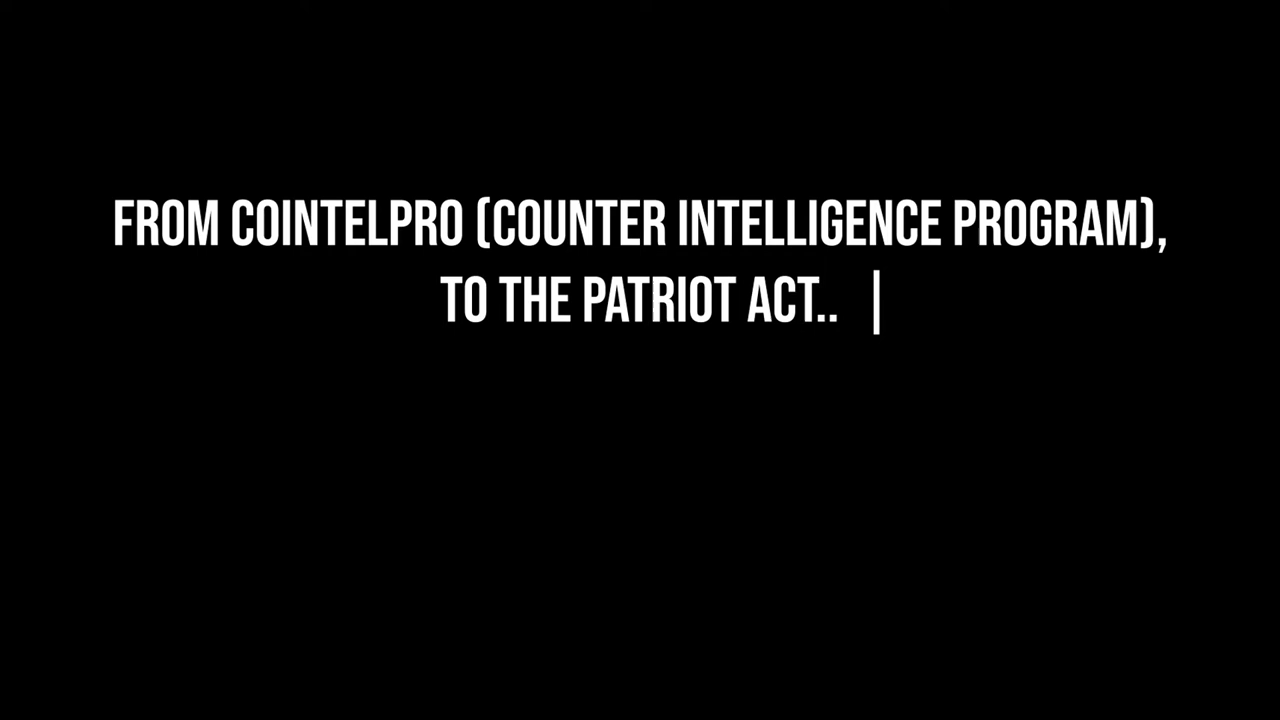 FROM COINTELPRO (COUNTER INTELLIGENCE PROGRAM),
TO THE PATRIOT ACT.. |